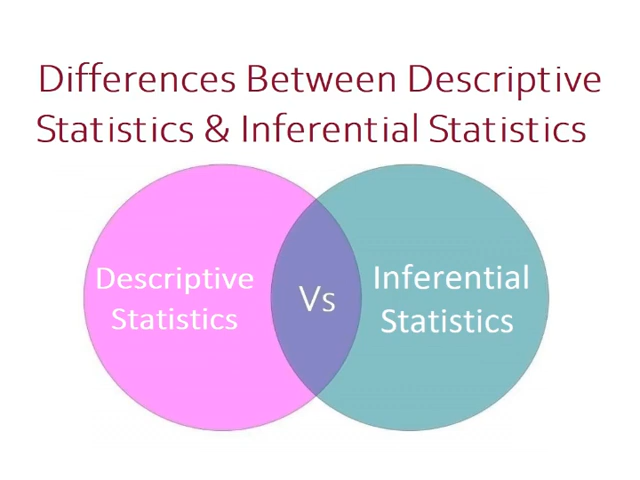 Differences Between Descriptive
Statistics & Inferential Statistics
Descriptive
Statistics
Vs
Inferential
Statistics